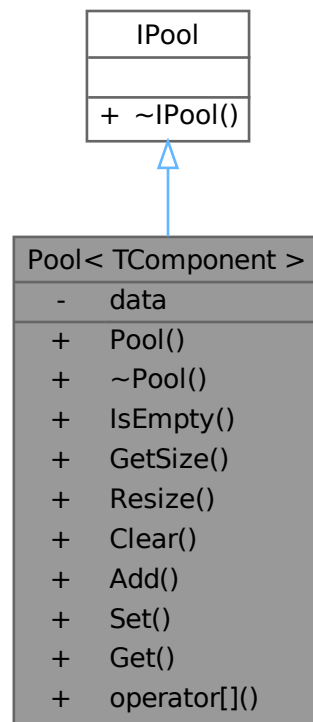 IPool
+ ~IPool()
Pool< TComponent >
- data
+ Pool()
+ ~Pool()
+ IsEmpty()
+ GetSize()
+ Resize()
+ Clear()
+ Add()
+ Set()
+ Get()
+ operator[]()